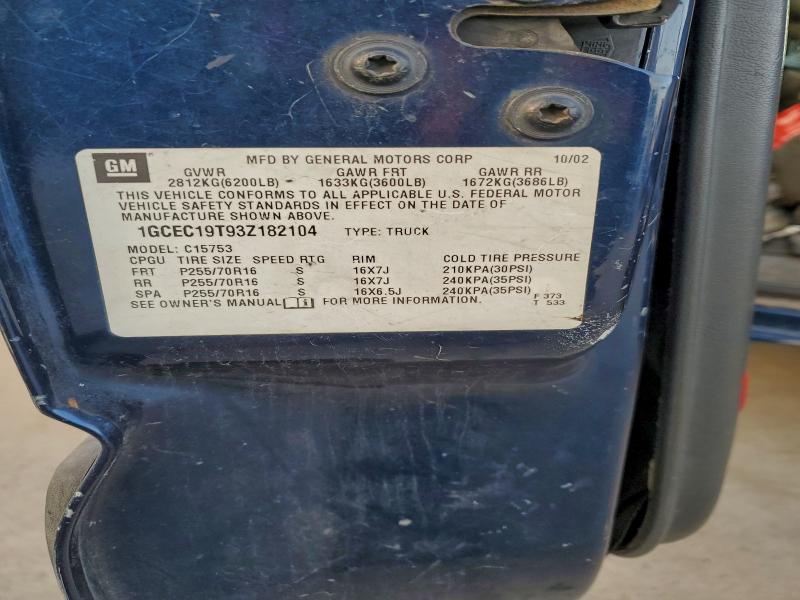 GM
MFD BY GENERAL MOTORS CORP 10/02
GVWR GAWR FRT GAWR RR
2812KG(6200LB) - 1633KG(3600LB) 1672KG(3686LB)
THIS VEHICLE CONFORMS TO ALL APPLICABLE U.S. FEDERAL MOTOR
VEHICLE SAFETY STANDARDS IN EFFECT ON THE DATE OF
MANUFACTURE SHOWN ABOVE.
1GCEC19T93Z182104 TYPE: TRUCK
MODEL: C15753
CPGU TIRE SIZE SPEED RTG RIM COLD TIRE PRESSURE
FRT P255/70R16 S 16X7J 210KPA(30PSI)
RR P255/70R16 S 16X7J 240KPA(35PSI)
SPA P255/70R16 S 16X6.5J 240KPA(35PSI)
SEE OWNER'S MANUAL i FOR MORE INFORMATION. F 373
T 533